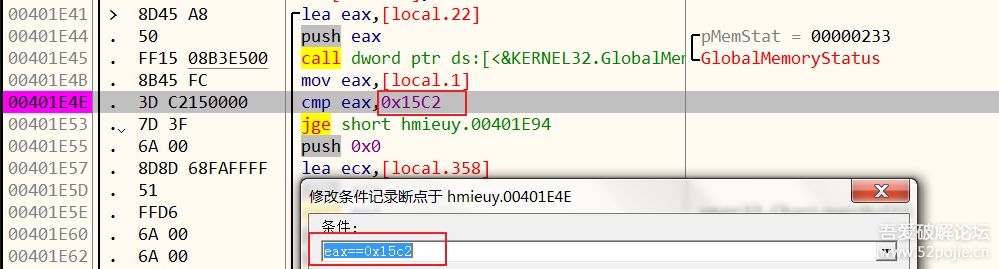 00401E41 > 8D45 A8 lea eax,[local.22]
00401E44 . 50 push eax pMemStat = 00000233
00401E45 . FF15 08B3E500 call dword ptr ds:[<&KERNEL32.GlobalMem GlobalMemoryStatus
00401E4B . 8B45 FC mov eax,[local.1]
00401E4E . 3D C2150000 cmp eax,0x15C2
00401E53 . 7D 3F jge short hmieuy.00401E94
00401E55 . 6A 00 push 0x0
00401E57 . 8D8D 68FAFFFF lea ecx,[local.358]
00401E5D . 51
00401E5E . FFD6
00401E60 . 6A 00
00401E62 . 6A 00
修改条件记录断点于 hmieuy.00401E4E
条件:
eax==0x15c2
吾爱破解论坛
www.52pojie.cn